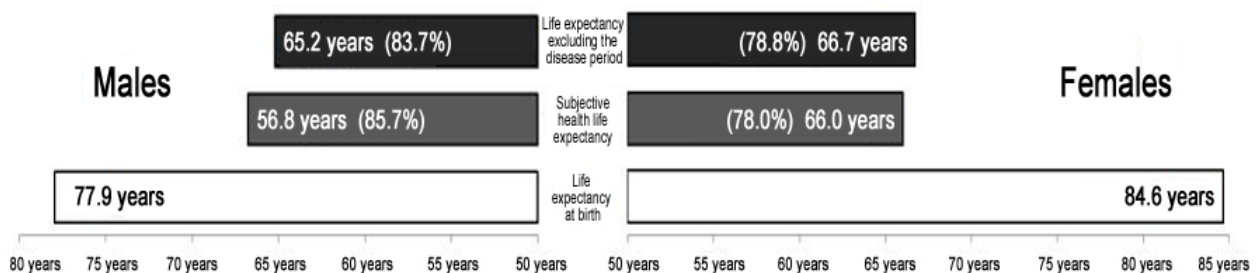 65.2 years (83.7%)
Life expectancy
excluding the
disease period
(78.8%) 66.7 years
Males
Females
56.8 years (85.7%)
Subjective
health life
expectancy
(78.0%) 66.0 years
77.9 years
Life
expectancy
at birth
84.6 years
80 years 75 years 70 years 65 years 60 years 55 years 50 years 50 years 55 years 60 years 65 years 70 years 75 years 80 years 85 years